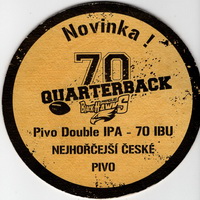 Novinka !
70
QUARTERBACK
Pivo Double IPA - 70 IBU
NEJHOŘČEJŠÍ ČESKÉ
PIVO